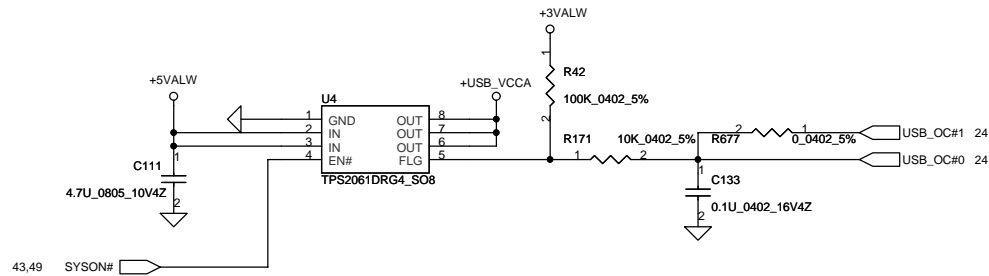 +3VALW
1
+5VALW
+USB_VCCA
R42
U4
100K_0402_5%
1 GND OUT 8
2
2 IN OUT 7
R171 10K_0402_5% R677 2 1 0_0402_5% USB_OC#1 24
3 IN OUT 6
1
4 EN# FLG 5 1 2 USB_OC#0 24
C111
1
TPS2061DRG4_SO8
C133
4.7U_0805_10V4Z
0.1U_0402_16V4Z
2
2
43,49 SYSON#